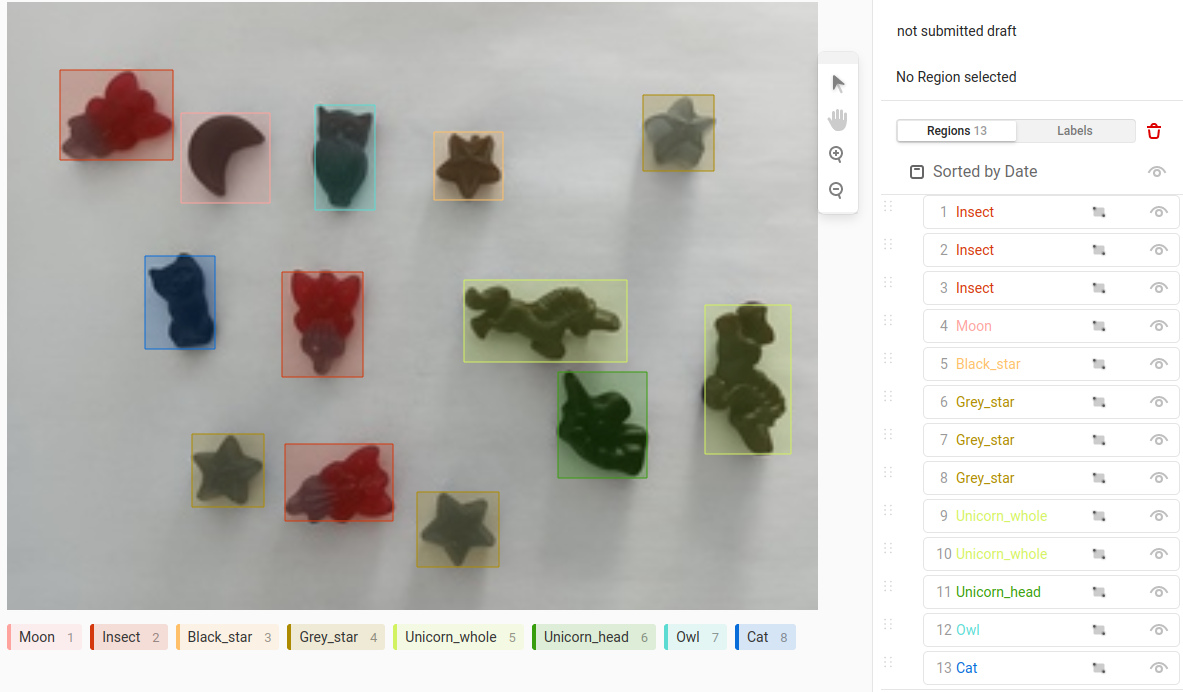 not submitted draft
No Region selected
Regions 13
Labels
Sorted by Date
1 Insect
2 Insect
3 Insect
4 Moon
5 Black_star
6 Grey_star
7 Grey_star
8 Grey_star
9 Unicorn_whole
10 Unicorn_whole
11 Unicorn_head
12 Owl
13 Cat
Moon 1 Insect 2 Black_star 3 Grey_star 4 Unicorn_whole 5 Unicorn_head 6 Owl 7 Cat 8